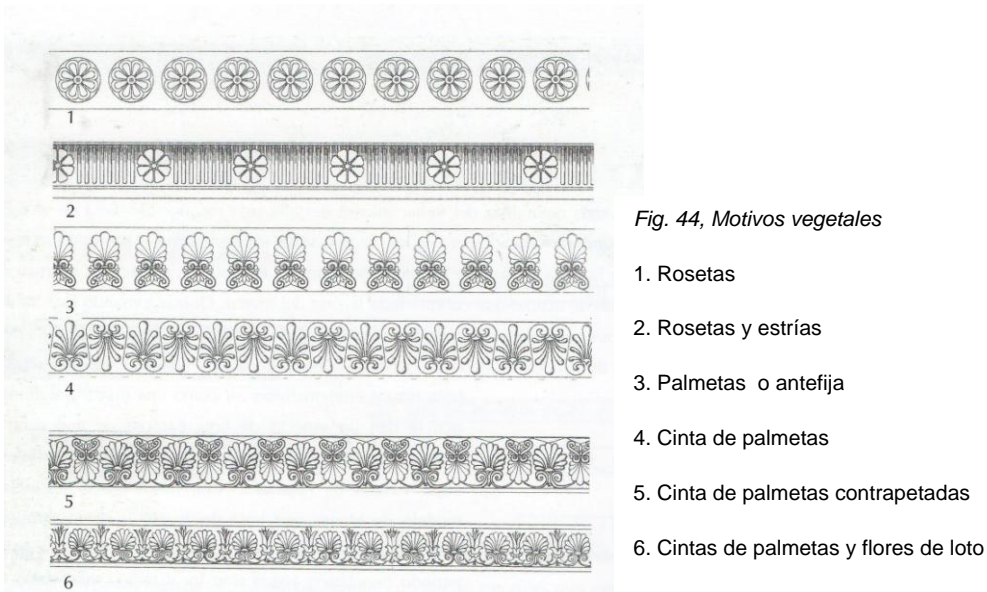 1
2
3
4
5
6
Fig. 44, Motivos vegetales
1. Rosetas
2. Rosetas y estrías
3. Palmetas o antefija
4. Cinta de palmetas
5. Cinta de palmetas contrapetadas
6. Cintas de palmetas y flores de loto